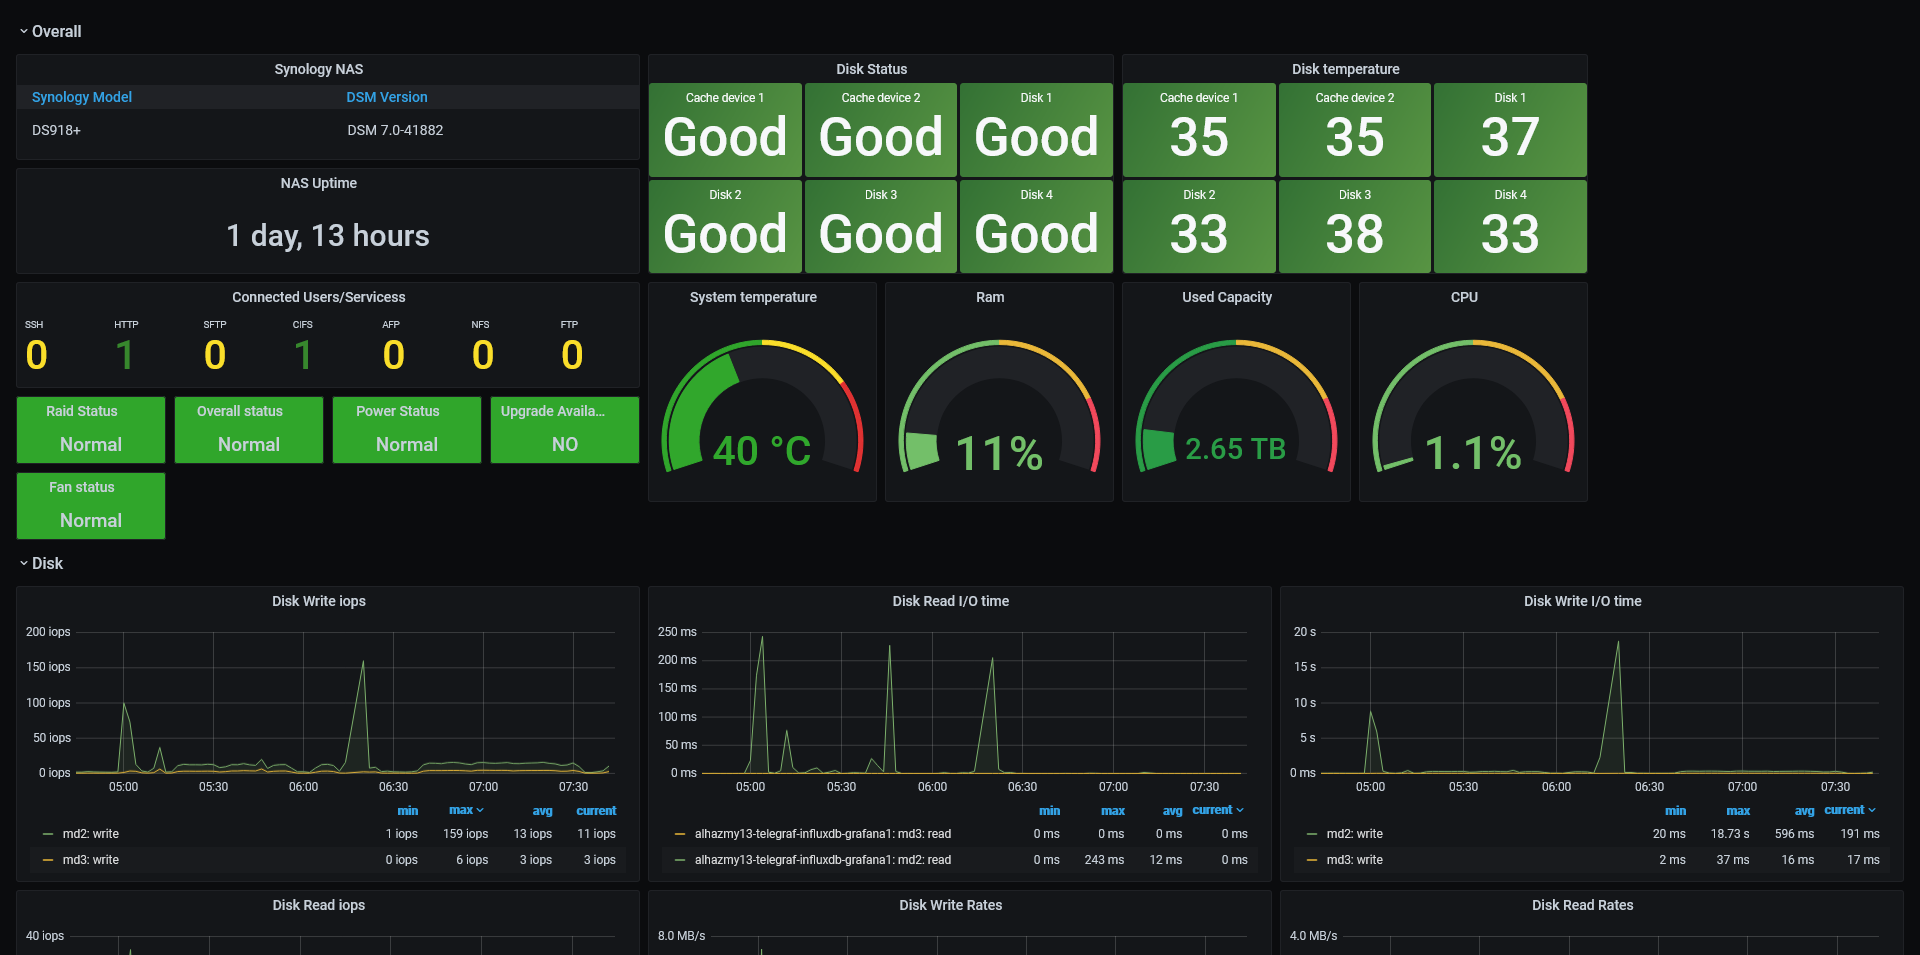 Overall
Synology NAS
Synology Model DSM Version
DS918+ DSM 7.0-41882
NAS Uptime
1 day, 13 hours
Connected Users/Servicess
SSH HTTP SFTP CIFS AFP NFS FTP
0 1 0 1 0 0 0
Raid Status
Normal
Overall status
Normal
Power Status
Normal
Upgrade Availa...
NO
Fan status
Normal
Disk Status
Cache device 1 Cache device 2 Disk 1
Good Good Good
Disk 2 Disk 3 Disk 4
Good Good Good
Disk temperature
Cache device 1 Cache device 2 Disk 1
35 35 37
Disk 2 Disk 3 Disk 4
33 38 33
System temperature
40 °C
Ram
11%
Used Capacity
2.65 TB
CPU
1.1%
Disk
Disk Write iops
200 iops
150 iops
100 iops
50 iops
0 iops
05:00 05:30 06:00 06:30 07:00 07:30
min max avg current
md2: write 1 iops 159 iops 13 iops 11 iops
md3: write 0 iops 6 iops 3 iops 3 iops
Disk Read I/O time
250 ms
200 ms
150 ms
100 ms
50 ms
0 ms
05:00 05:30 06:00 06:30 07:00 07:30
min max avg current
alhazmy13-telegraf-influxdb-grafana1: md3: read 0 ms 0 ms 0 ms 0 ms
alhazmy13-telegraf-influxdb-grafana1: md2: read 0 ms 243 ms 12 ms 0 ms
Disk Write I/O time
20 s
15 s
10 s
5 s
0 ms
05:00 05:30 06:00 06:30 07:00 07:30
min max avg current
md2: write 20 ms 18.73 s 596 ms 191 ms
md3: write 2 ms 37 ms 16 ms 17 ms
Disk Read iops
40 iops
Disk Write Rates
8.0 MB/s
Disk Read Rates
4.0 MB/s